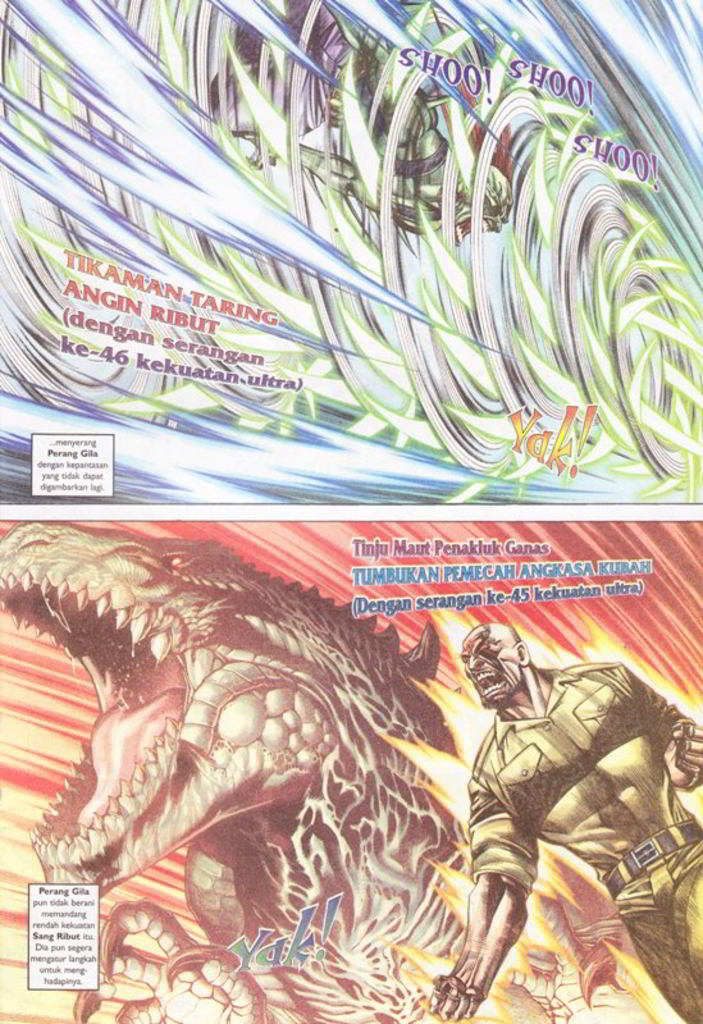 SHOO! SHOO!
SHOO!
TIKAMAN TARING
ANGIN RIBUT
(dengan serangan
ke-46 kekuatan ultra)
Yak!
...menyerang
Perang Gila
dengan kepantasan
yang tidak dapat
digambarkan lagi.
Tinju Maut Penakluk Ganas
TUMBUKAN PEMECAH ANGKASA KUBAH
(Dengan serangan ke-45 kekuatan ultra)
Perang Gila
pun tidak berani
memandang
rendah kekuatan
Sang Ribut itu.
Dia pun segera
mengatur langkah
untuk meng-
hadapinya.
Yak!